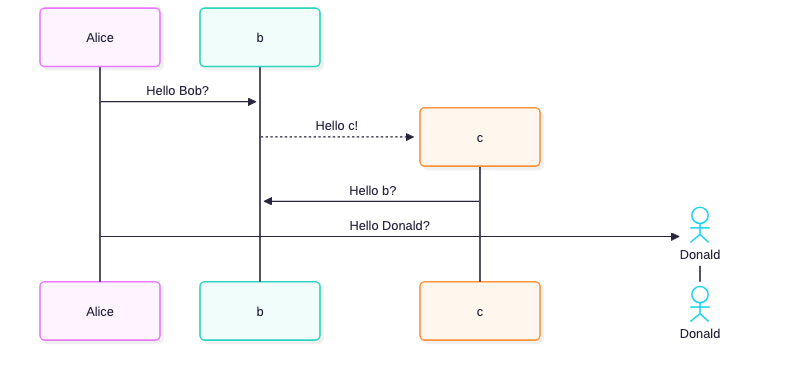 Alice
b
Hello Bob?
Hello c!
c
Hello b?
Hello Donald?
Donald
Alice
b
c
Donald